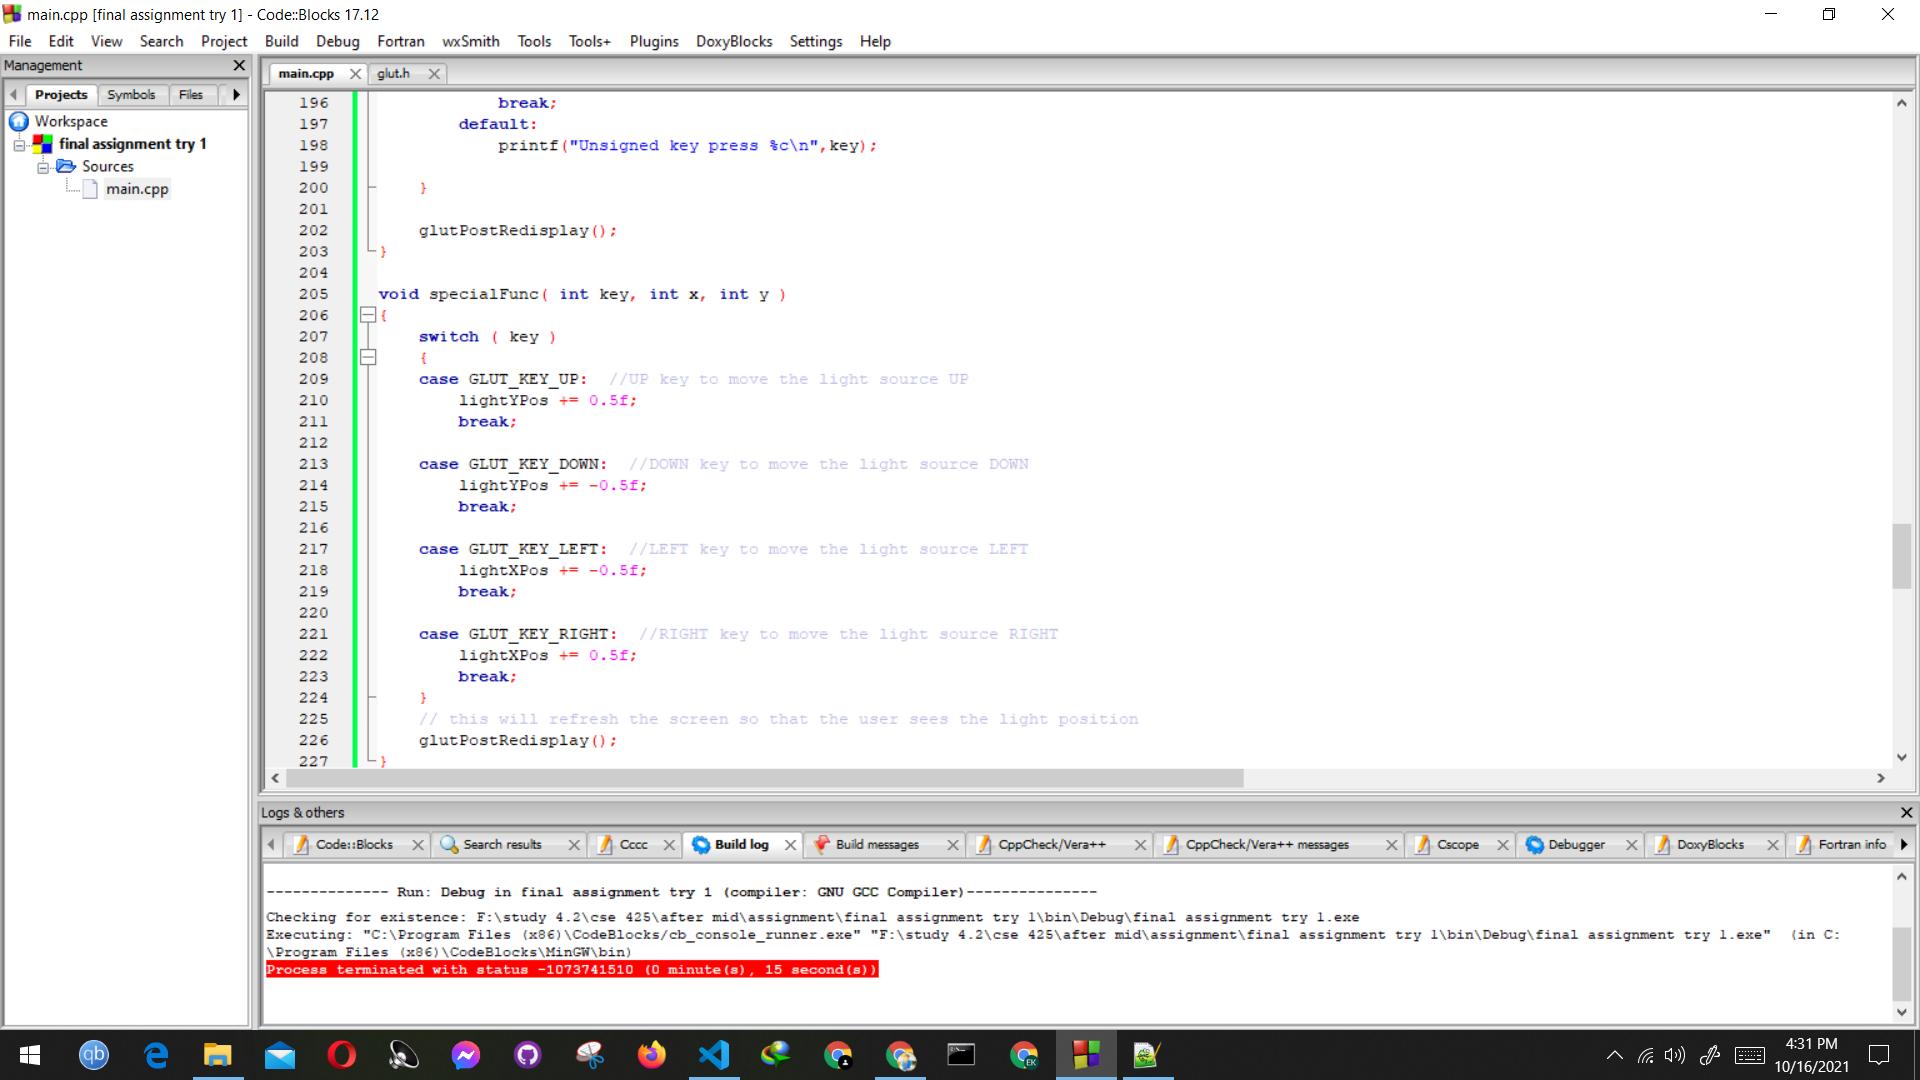 main.cpp [final assignment try 1] - Code::Blocks 17.12
File Edit View Search Project Build Debug Fortran wxSmith Tools Tools+ Plugins DoxyBlocks Settings Help
Management
Projects Symbols Files
Workspace
final assignment try 1
Sources
main.cpp
main.cpp glut.h
196 break;
197 default:
198 printf("Unsigned key press %c\n",key);
199
200 }
201
202 glutPostRedisplay();
203 }
204
205 void specialFunc( int key, int x, int y )
206 {
207 switch ( key )
208 {
209 case GLUT_KEY_UP: //UP key to move the light source UP
210 lightYPos += 0.5f;
211 break;
212
213 case GLUT_KEY_DOWN: //DOWN key to move the light source DOWN
214 lightYPos += -0.5f;
215 break;
216
217 case GLUT_KEY_LEFT: //LEFT key to move the light source LEFT
218 lightXPos += -0.5f;
219 break;
220
221 case GLUT_KEY_RIGHT: //RIGHT key to move the light source RIGHT
222 lightXPos += 0.5f;
223 break;
224 }
225 // this will refresh the screen so that the user sees the light position
226 glutPostRedisplay();
227 }
Logs & others
Code::Blocks Search results Cccc Build log Build messages CppCheck/Vera++ CppCheck/Vera++ messages Cscope Debugger DoxyBlocks Fortran info
-------------- Run: Debug in final assignment try 1 (compiler: GNU GCC Compiler)---------------
Checking for existence: F:\study 4.2\cse 425\after mid\assignment\final assignment try 1\bin\Debug\final assignment try 1.exe
Executing: "C:\Program Files (x86)\CodeBlocks/cb_console_runner.exe" "F:\study 4.2\cse 425\after mid\assignment\final assignment try 1\bin\Debug\final assignment try 1.exe" (in C:
\Program Files (x86)\CodeBlocks\MinGW\bin)
Process terminated with status -1073741510 (0 minute(s), 15 second(s))
qb
EK
4:31 PM
10/16/2021